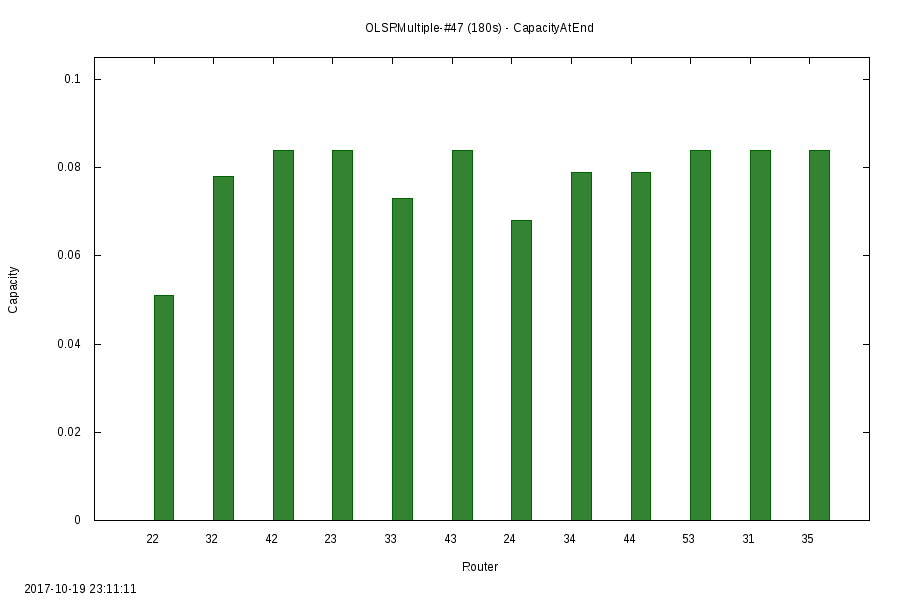 OLSRMultiple-#47 (180s) - CapacityAtEnd
0.1
0.08
0.06
0.04
0.02
0
Capacity
22 32 42 23 33 43 24 34 44 53 31 35
Router
2017-10-19 23:11:11